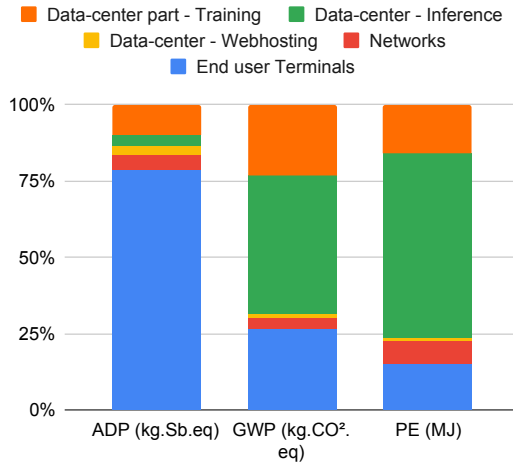 Data-center part - Training Data-center - Inference
Data-center - Webhosting Networks
End user Terminals
100%
75%
50%
25%
0%
ADP (kg.Sb.eq) GWP (kg.CO². PE (MJ)
eq)